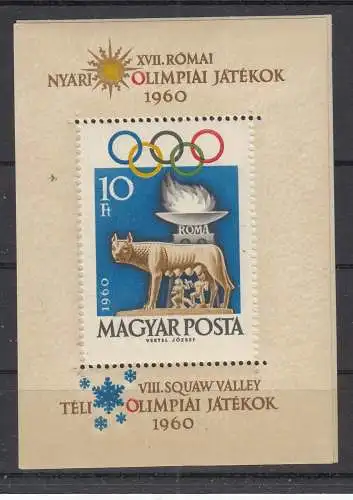 XVII. RÓMAI
NYÁRI OLIMPIAI JÁTÉKOK
1960
10
Ft
ROMA
1960
MAGYAR POSTA
VERTEL JÓZSEF
VIII. SQUAW VALLEY
TÉLI OLIMPIAI JÁTÉKOK
1960